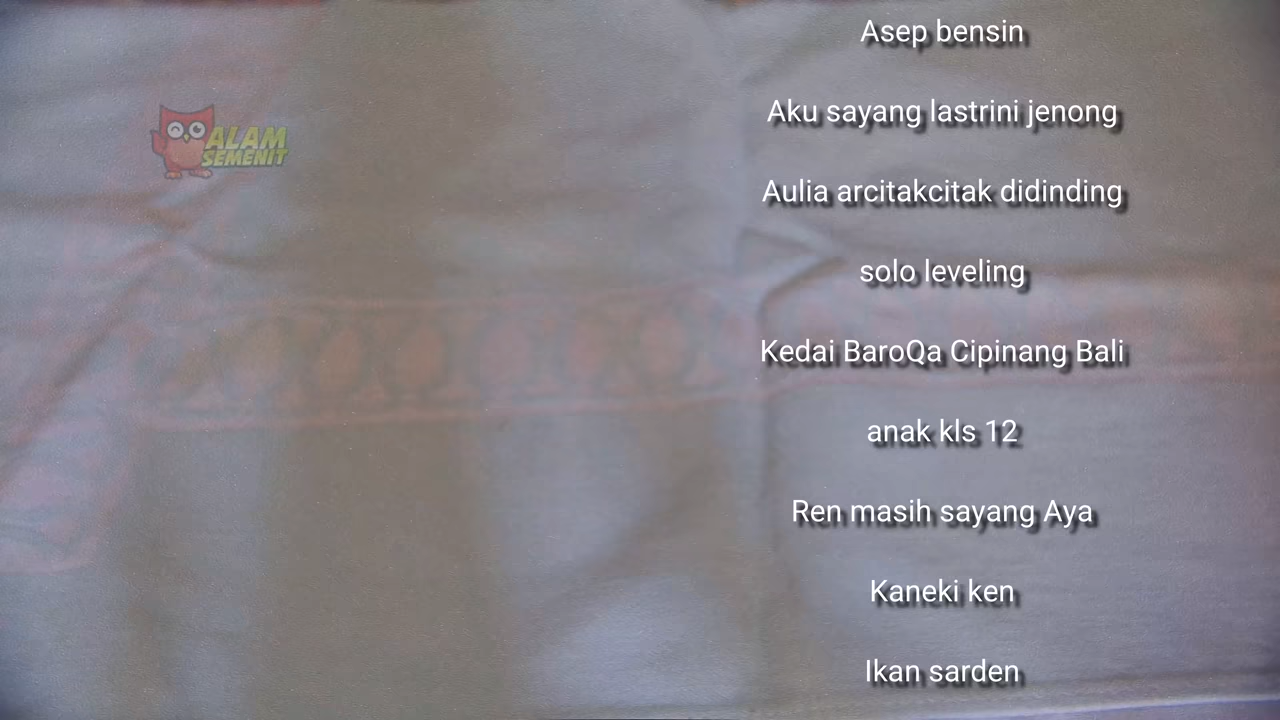 Asep bensin
ALAM
SEMENIT
Aku sayang lastrini jenong
Aulia arcitakcitak didinding
solo leveling
Kedai BaroQa Cipinang Bali
anak kls 12
Ren masih sayang Aya
Kaneki ken
Ikan sarden